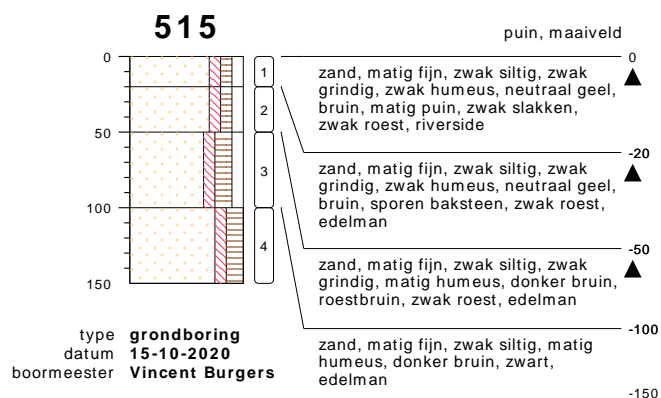 515
puin, maaiveld
0
50
100
150
1
2
3
4
0
zand, matig fijn, zwak siltig, zwak
grindig, zwak humeus, neutraal geel,
bruin, matig puin, zwak slakken,
zwak roest, riverside
-20
zand, matig fijn, zwak siltig, zwak
grindig, zwak humeus, neutraal geel,
bruin, sporen baksteen, zwak roest,
edelman
-50
zand, matig fijn, zwak siltig, zwak
grindig, matig humeus, donker bruin,
roestbruin, zwak roest, edelman
-100
zand, matig fijn, zwak siltig, matig
humeus, donker bruin, zwart,
edelman
-150
type grondboring
datum 15-10-2020
boormeester Vincent Burgers